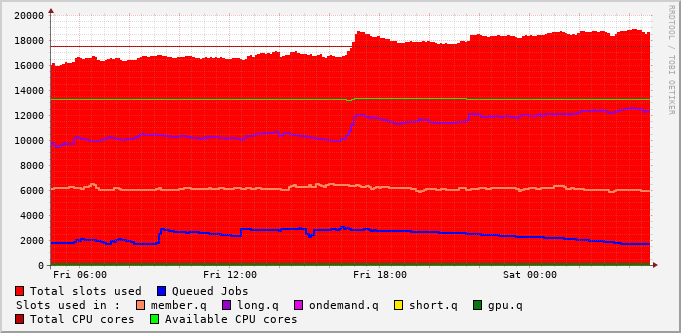 RRDTOOL / TOBI OETIKER
20000
18000
16000
14000
12000
10000
8000
6000
4000
2000
0
Fri 06:00 Fri 12:00 Fri 18:00 Sat 00:00
Total slots used Queued Jobs
Slots used in : member.q long.q ondemand.q short.q gpu.q
Total CPU cores Available CPU cores